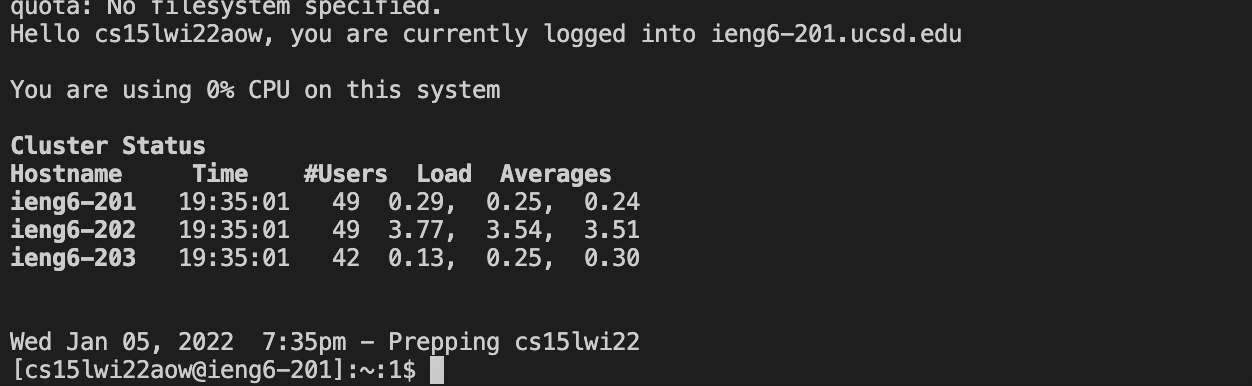 quota: No filesystem specified.
Hello cs15lwi22aow, you are currently logged into ieng6-201.ucsd.edu
You are using 0% CPU on this system
Cluster Status
Hostname     Time    #Users  Load  Averages
ieng6-201   19:35:01   49  0.29,  0.25,  0.24
ieng6-202   19:35:01   49  3.77,  3.54,  3.51
ieng6-203   19:35:01   42  0.13,  0.25,  0.30
Wed Jan 05, 2022  7:35pm - Prepping cs15lwi22
[cs15lwi22aow@ieng6-201]:~:1$